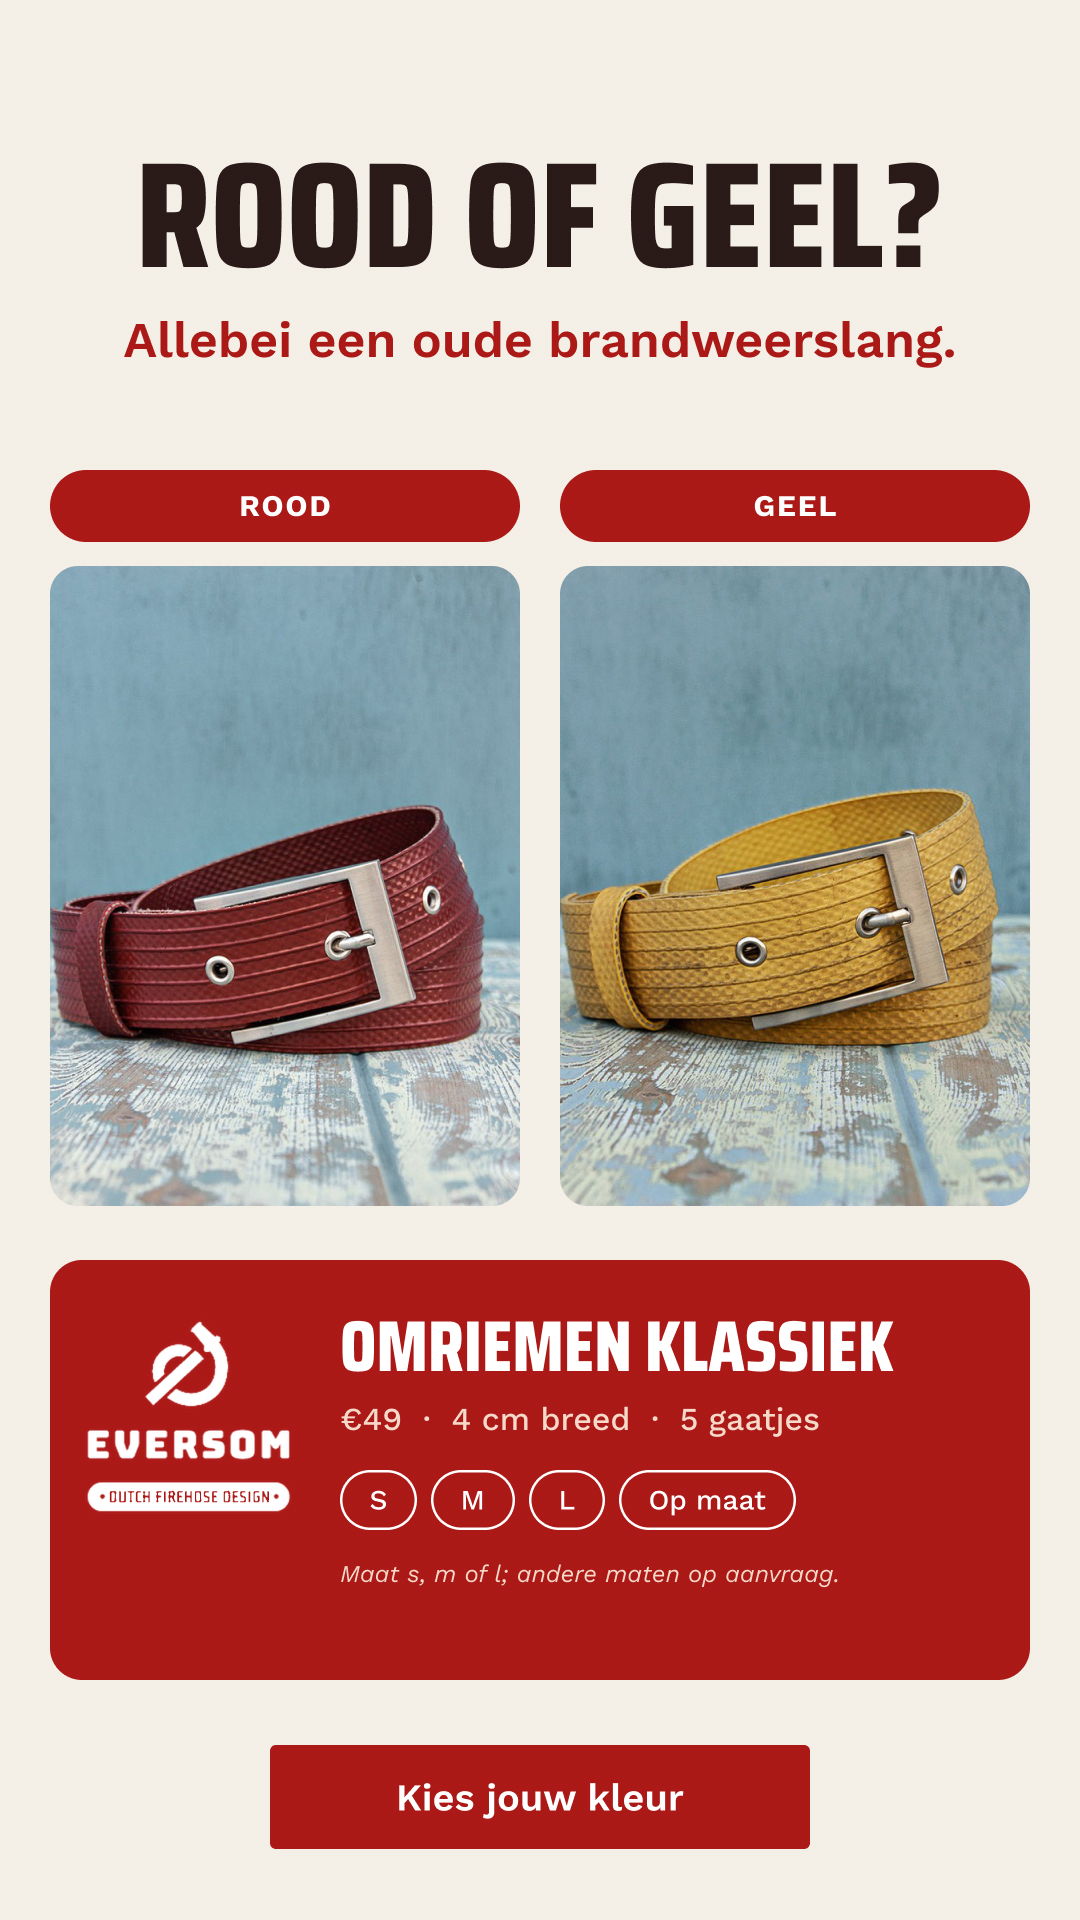 ROOD OF GEEL?
Allebei een oude brandweerslang.
ROOD
GEEL
EVERSOM
• DUTCH FIREHOSE DESIGN •
OMRIEMEN KLASSIEK
€49 · 4 cm breed · 5 gaatjes
S M L Op maat
Maat s, m of l; andere maten op aanvraag.
Kies jouw kleur